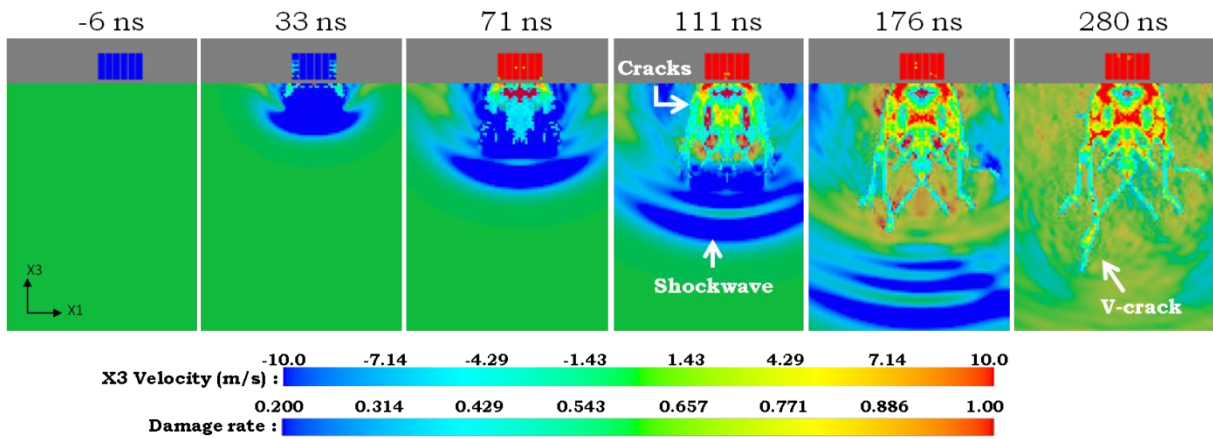 -6 ns 33 ns 71 ns 111 ns 176 ns 280 ns
Cracks
Shockwave
X3
X1
V-crack
-10.0 -7.14 -4.29 -1.43 1.43 4.29 7.14 10.0
X3 Velocity (m/s) :
0.200 0.314 0.429 0.543 0.657 0.771 0.886 1.00
Damage rate :